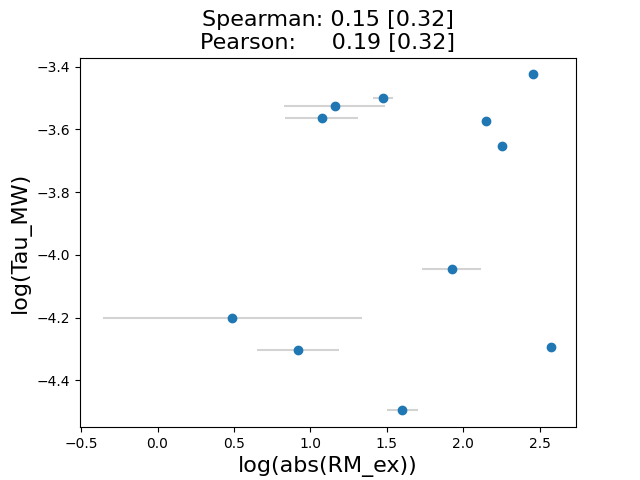 Spearman: 0.15 [0.32]
Pearson: 0.19 [0.32]
−3.4
−3.6
−3.8
−4.0
−4.2
−4.4
log(Tau_MW)
−0.5 0.0 0.5 1.0 1.5 2.0 2.5
log(abs(RM_ex))